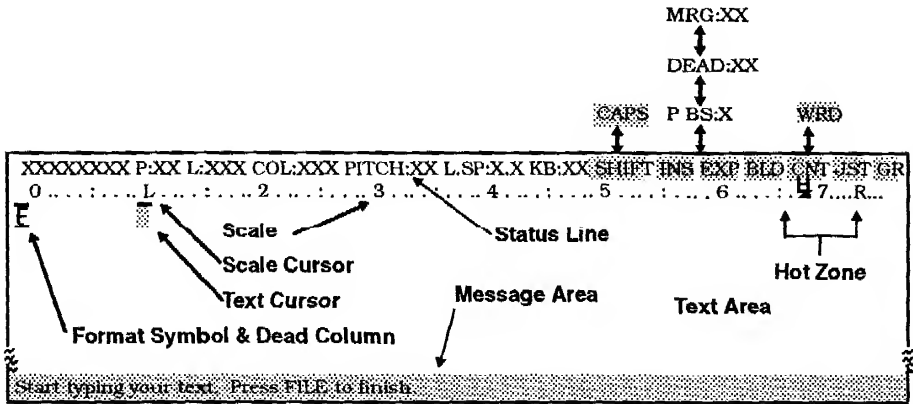 MRG:XX
DEAD:XX
CAPS P BS:X WRD
XXXXXXXX P:XX L:XXX COL:XXX PITCH:XX L.SP:X.X KB:XX SHIFT INS EXP BLD CNT JST GR
0.........L.........2.........3.........4.........5.........6......H.7....R...
E
Scale
Status Line
Scale Cursor
Hot Zone
Text Cursor
Message Area
Text Area
Format Symbol & Dead Column
Start typing your text. Press FILE to finish.